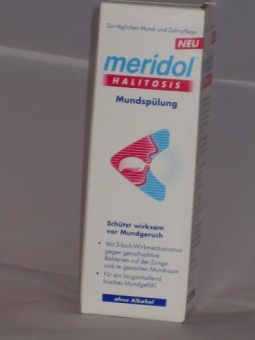 Zur täglichen Mund- und Zahnpflege
NEU
meridol
HALITOSIS
Mundspülung
Schützt wirksam
vor Mundgeruch
• Mit 3-fach-Wirkmechanismus
gegen geruchsaktive
Bakterien auf der Zunge
und im gesamten Mundraum
• Für ein langanhaltend
frisches Mundgefühl
ohne Alkohol